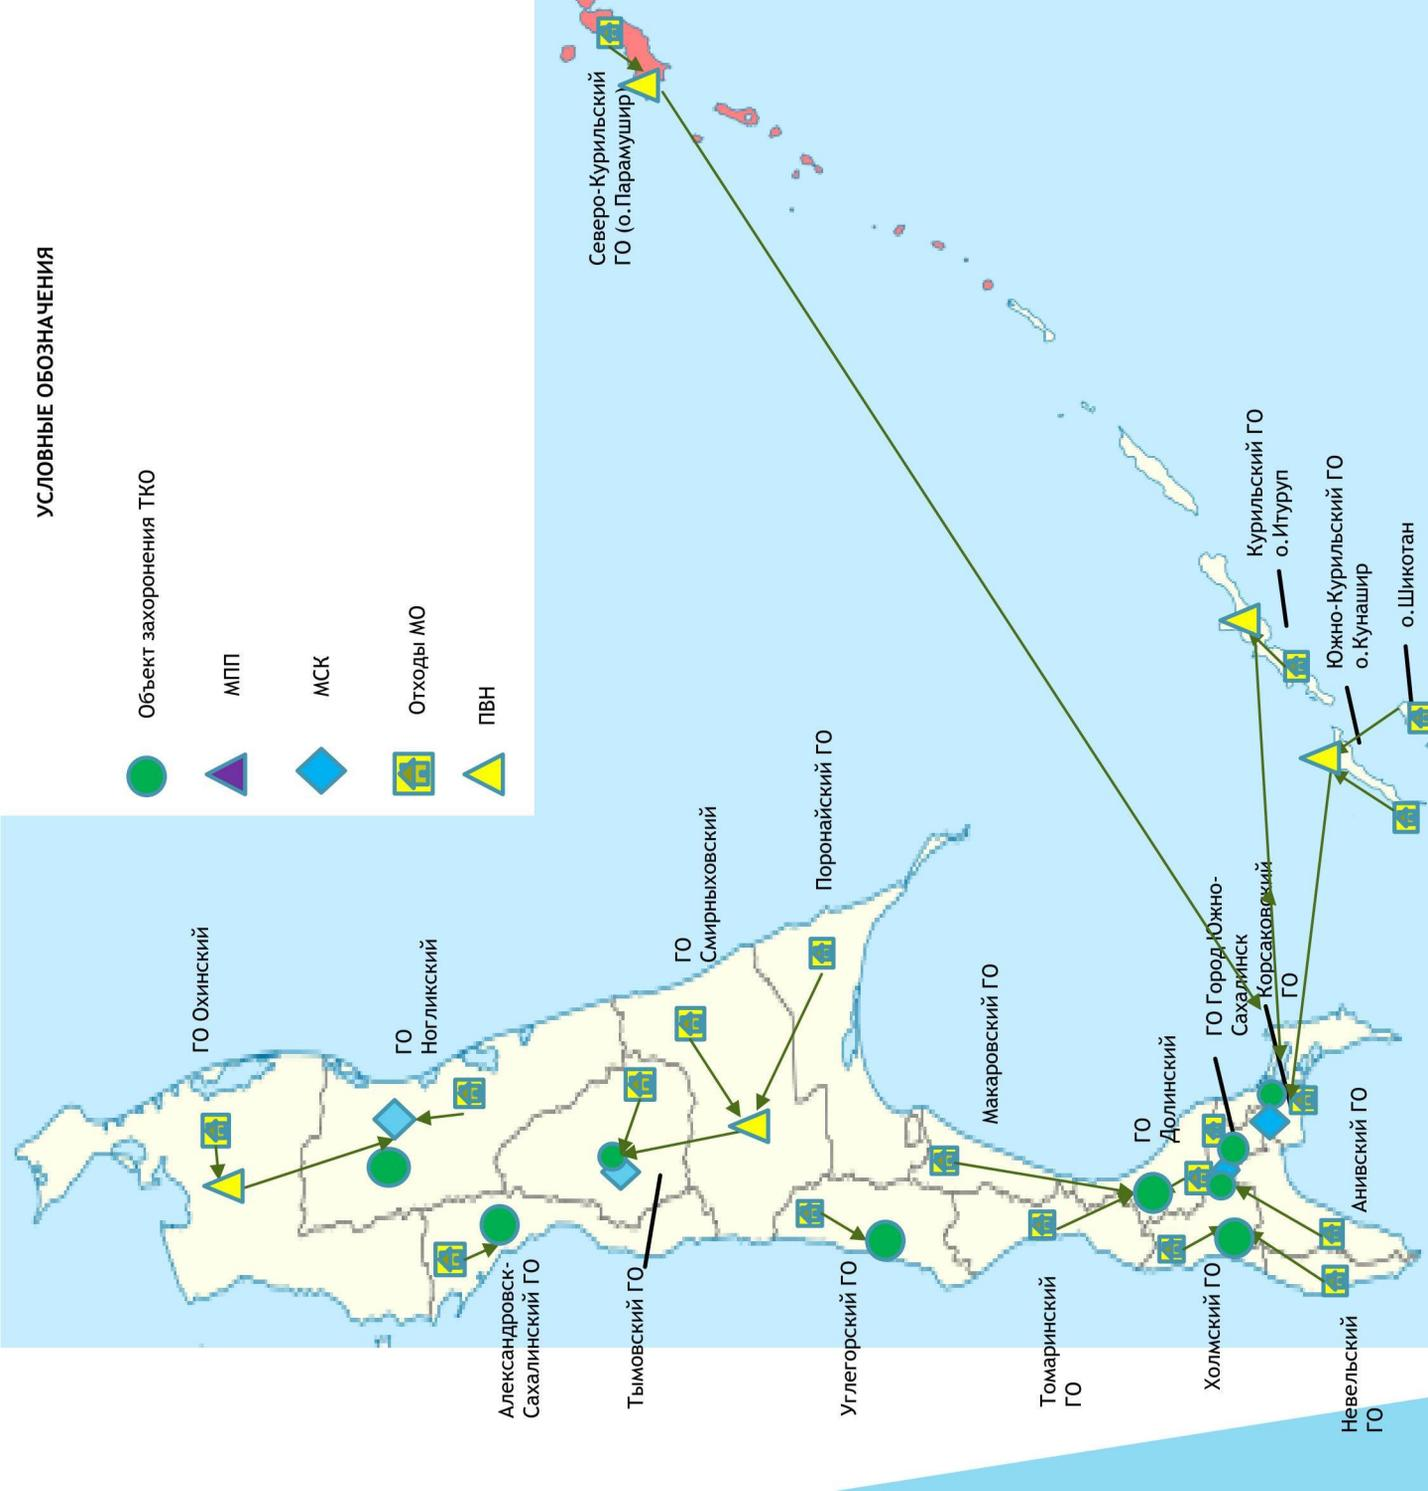 УСЛОВНЫЕ ОБОЗНАЧЕНИЯ
Объект захоронения ТКО
МПП
МСК
Отходы МО
ПВН
Северо-Курильский
ГО (о.Парамушир)
Курильский ГО
о.Итуруп
Южно-Курильский ГО
о.Кунашир
о.Шикотан
ГО Охинский
ГО
Ногликский
ГО
Смирныховский
Поронайский ГО
Макаровский ГО
ГО
Долинский
ГО Город Южно-
Сахалинск
Корсаковский
ГО
Анивский ГО
Александровск-
Сахалинский ГО
Тымовский ГО
Углегорский ГО
Томаринский
ГО
Холмский ГО
Невельский
ГО